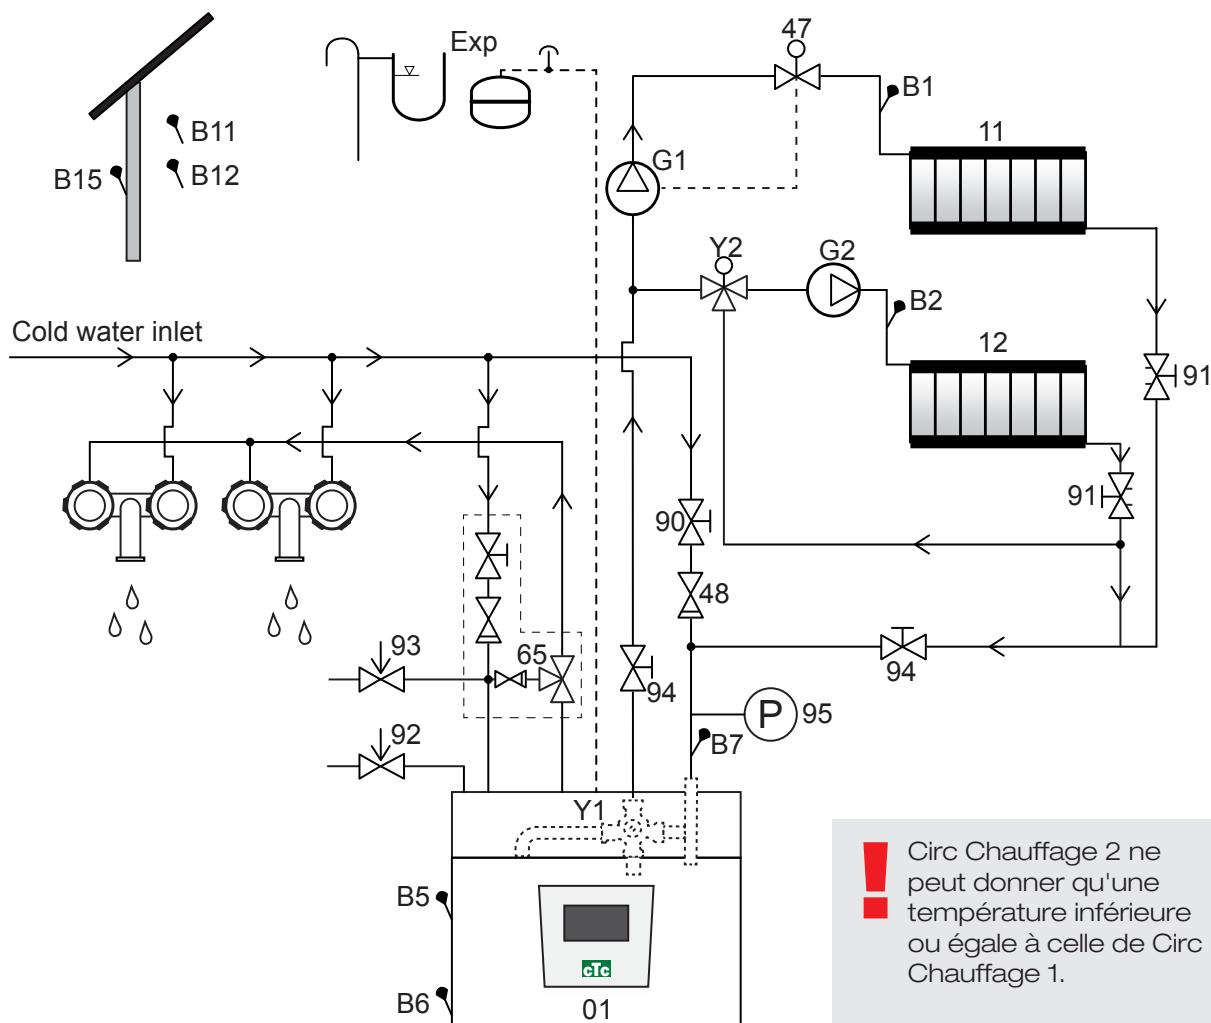 47
Exp
B1
B11
11
G1
B12
B15
Y2
G2
B2
Cold water inlet
12
91
91
90
48
93
65
94
94
P
95
92
B7
Y1
Circ Chauffage 2 ne
peut donner qu'une
température inférieure
ou égale à celle de Circ
Chauffage 1.
!
B5
cTc
B6
01